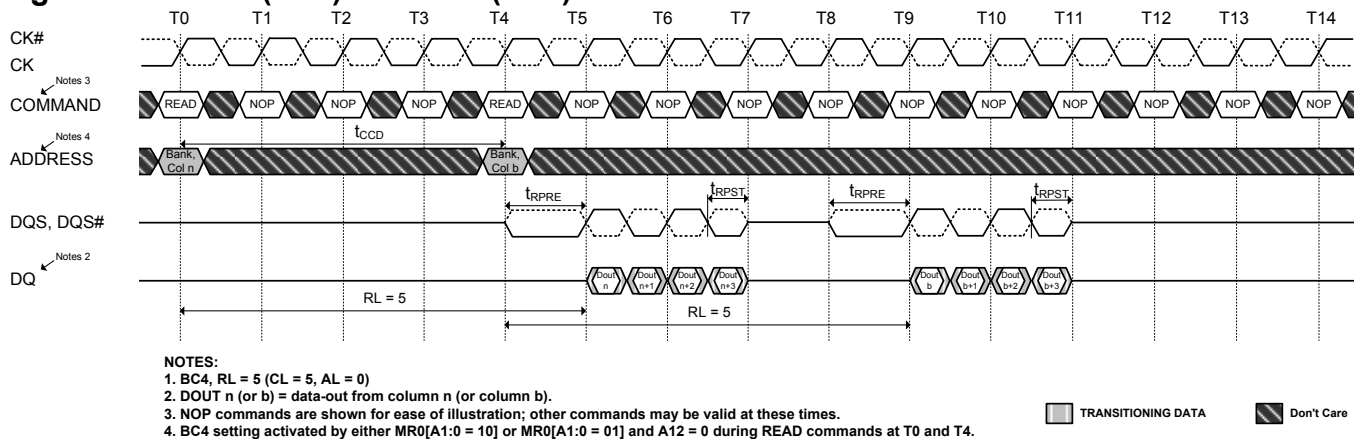 T0 T1 T2 T3 T4 T5 T6 T7 T8 T9 T10 T11 T12 T13 T14
CK#
CK
Notes 3
COMMAND READ NOP NOP NOP READ NOP NOP NOP NOP NOP NOP NOP NOP NOP NOP
tCCD
Notes 4
ADDRESS
Bank, Col n
Bank, Col b
tRPRE tRPST tRPRE tRPST
DQS, DQS#
Notes 2
DQ
Dout n
Dout n+1
Dout n+2
Dout n+3
Dout b
Dout b+1
Dout b+2
Dout b+3
RL = 5
RL = 5
NOTES:
1. BC4, RL = 5 (CL = 5, AL = 0)
2. DOUT n (or b) = data-out from column n (or column b).
3. NOP commands are shown for ease of illustration; other commands may be valid at these times.
4. BC4 setting activated by either MR0[A1:0 = 10] or MR0[A1:0 = 01] and A12 = 0 during READ commands at T0 and T4.
TRANSITIONING DATA
Don't Care